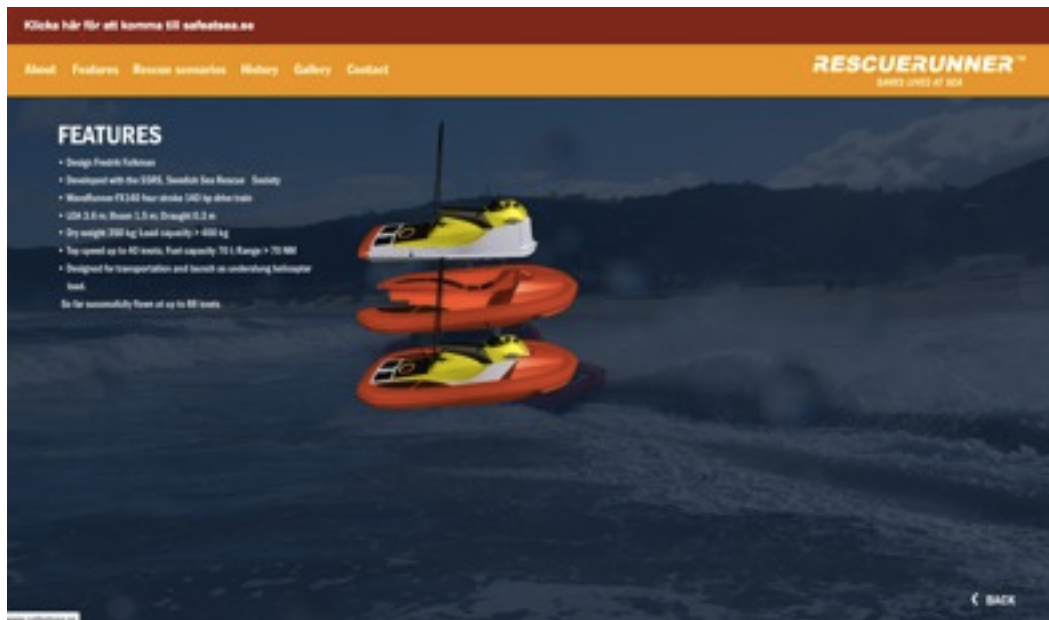 Klicka här för att komma till safeatsea.se
About Features Rescue scenarios History Gallery Contact
RESCUERUNNER™
SAVES LIVES AT SEA
FEATURES
• Design Fredrik Falkman
• Developed with the SSRS, Swedish Sea Rescue Society
• WaveRunner FX140 four stroke 140 hp drive train
• LOA 3.6 m; Beam 1.5 m; Draught 0.3 m
• Dry weight 350 kg Load capacity > 400 kg
• Top speed up to 40 knots; Fuel capacity 70 l; Range > 70 NM
• Designed for transportation and launch as underslung helicopter
load.
So far successfully flown at up to 88 knots.
BACK